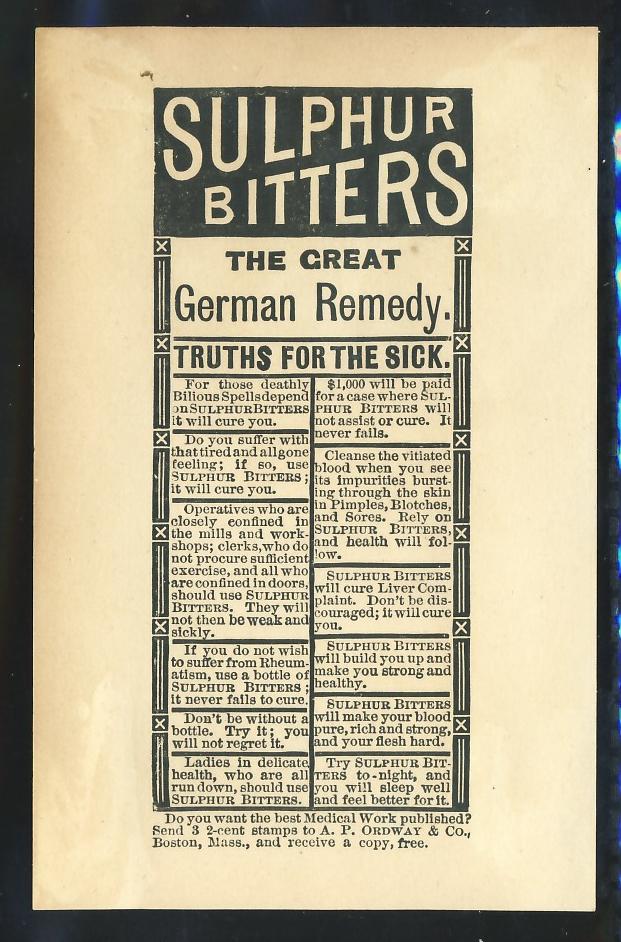 SULPHUR
BITTERS
THE GREAT
German Remedy.
TRUTHS FOR THE SICK.
For those deathly
Bilious Spells depend
on SULPHUR BITTERS
it will cure you.
Do you suffer with
that tired and all gone
feeling; if so, use
SULPHUR BITTERS;
it will cure you.
Operatives who are
closely confined in
the mills and work-
shops; clerks, who do
not procure sufficient
exercise, and all who
are confined in doors,
should use SULPHUR
BITTERS. They will
not then be weak and
sickly.
If you do not wish
to suffer from Rheum-
atism, use a bottle of
SULPHUR BITTERS;
it never fails to cure.
Don't be without a
bottle. Try it; you
will not regret it.
Ladies in delicate
health, who are all
run down, should use
SULPHUR BITTERS.
$1,000 will be paid
for a case where SUL-
PHUR BITTERS will
not assist or cure. It
never fails.
Cleanse the vitiated
blood when you see
its impurities burst-
ing through the skin
in Pimples, Blotches,
and Sores. Rely on
SULPHUR BITTERS,
and health will fol-
low.
SULPHUR BITTERS
will cure Liver Com-
plaint. Don't be dis-
couraged; it will cure
you.
SULPHUR BITTERS
will build you up and
make you strong and
healthy.
SULPHUR BITTERS
will make your blood
pure, rich and strong,
and your flesh hard.
Try SULPHUR BIT-
TERS to-night, and
you will sleep well
and feel better for it.
Do you want the best Medical Work published?
Send 3 2-cent stamps to A. P. ORDWAY & Co.,
Boston, Mass., and receive a copy, free.